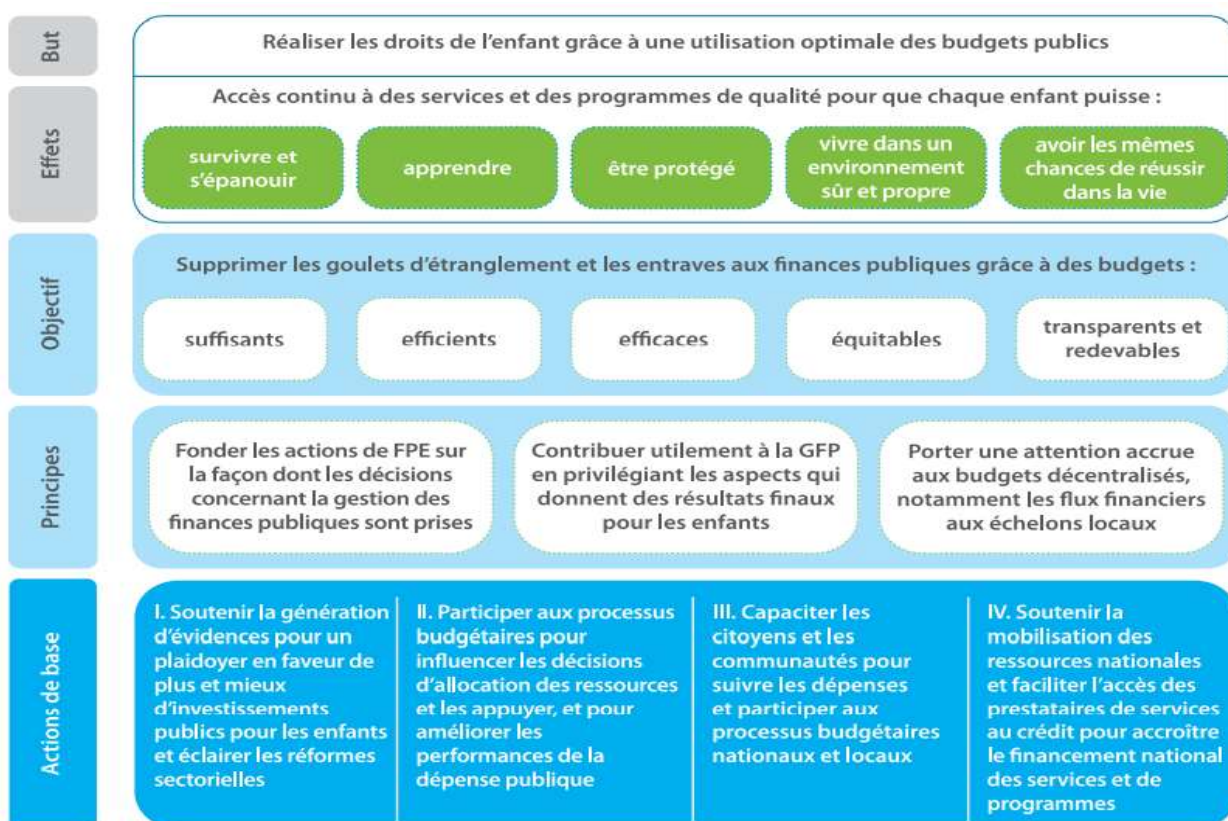 But
Réaliser les droits de l'enfant grâce à une utilisation optimale des budgets publics
Effets
Accès continu à des services et des programmes de qualité pour que chaque enfant puisse :
survivre et
s'épanouir
apprendre
être protégé
vivre dans un
environnement
sûr et propre
avoir les mêmes
chances de réussir
dans la vie
Objectif
Supprimer les goulets d'étranglement et les entraves aux finances publiques grâce à des budgets :
suffisants
efficients
efficaces
équitables
transparents et
redevables
Principes
Fonder les actions de FPE sur
la façon dont les décisions
concernant la gestion des
finances publiques sont prises
Contribuer utilement à la GFP
en privilégiant les aspects qui
donnent des résultats finaux
pour les enfants
Porter une attention accrue
aux budgets décentralisés,
notamment les flux financiers
aux échelons locaux
Actions de base
I. Soutenir la génération
d'évidences pour un
plaidoyer en faveur de
plus et mieux
d'investissements
publics pour les enfants
et éclairer les réformes
sectorielles
II. Participer aux processus
budgétaires pour
influencer les décisions
d'allocation des ressources
et les appuyer, et pour
améliorer les
performances de la
dépense publique
III. Capaciter les
citoyens et les
communautés pour
suivre les dépenses
et participer aux
processus budgétaires
nationaux et locaux
IV. Soutenir la
mobilisation des
ressources nationales
et faciliter l'accès des
prestataires de services
au crédit pour accroître
le financement national
des services et de
programmes